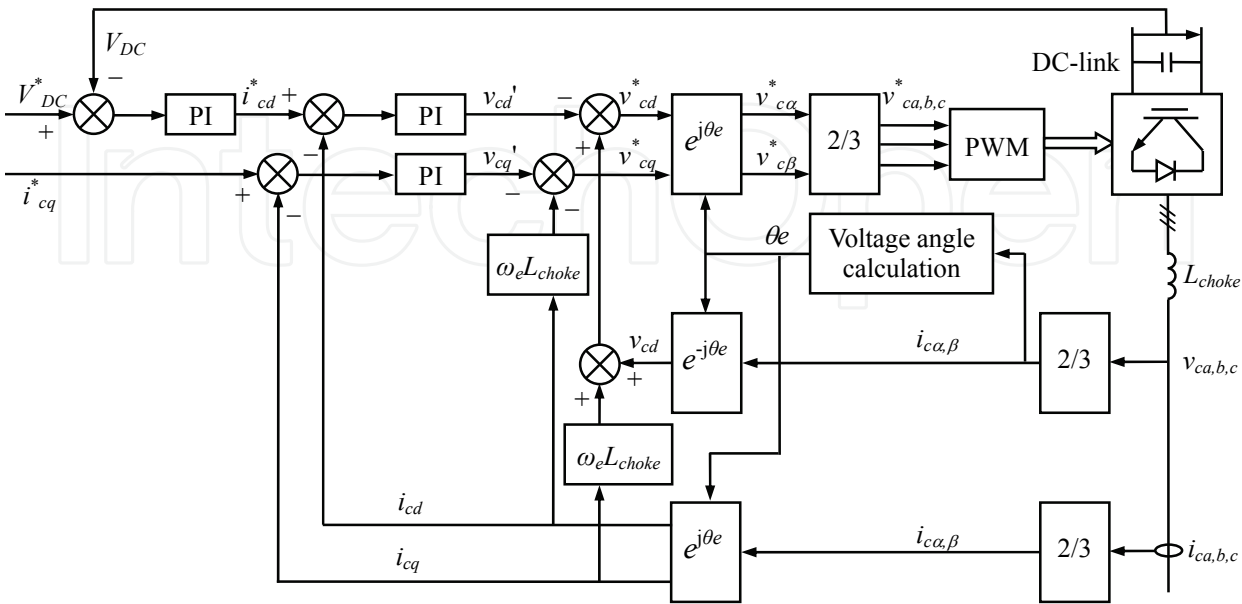 V_DC
DC-link
V*_DC
−
+
PI
i*_cd +
−
PI
v_cd'
−
+
v*_cd
e^jθe
v*_cα
2/3
v*_ca,b,c
PWM
i*_cq
+
−
PI
v_cq'
−
−
v*_cq
v*_cβ
θe
Voltage angle
calculation
ω_e L_choke
L_choke
v_cd
+
+
e^-jθe
i_cα,β
2/3
v_ca,b,c
ω_e L_choke
i_cd
i_cq
e^jθe
i_cα,β
2/3
i_ca,b,c
IntechOpen